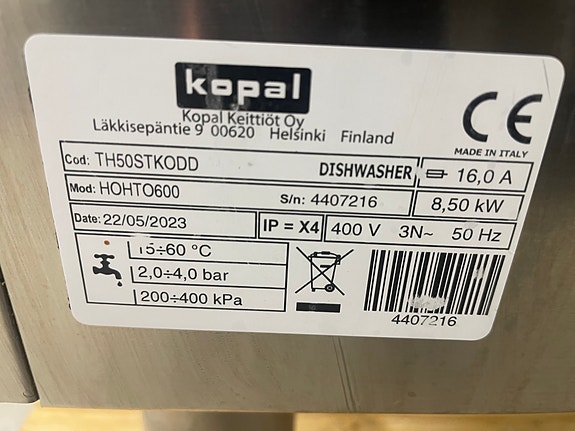 kopal
Kopal Keittiöt Oy
Läkkisepäntie 9 00620 Helsinki Finland
CE
MADE IN ITALY
Cod: TH50STKODD DISHWASHER 16,0 A
Mod: HOHTO600 S/n: 4407216 8,50 kW
Date: 22/05/2023 IP = X4 400 V 3N~ 50 Hz
15÷60 °C
2,0÷4,0 bar
200÷400 kPa
4407216